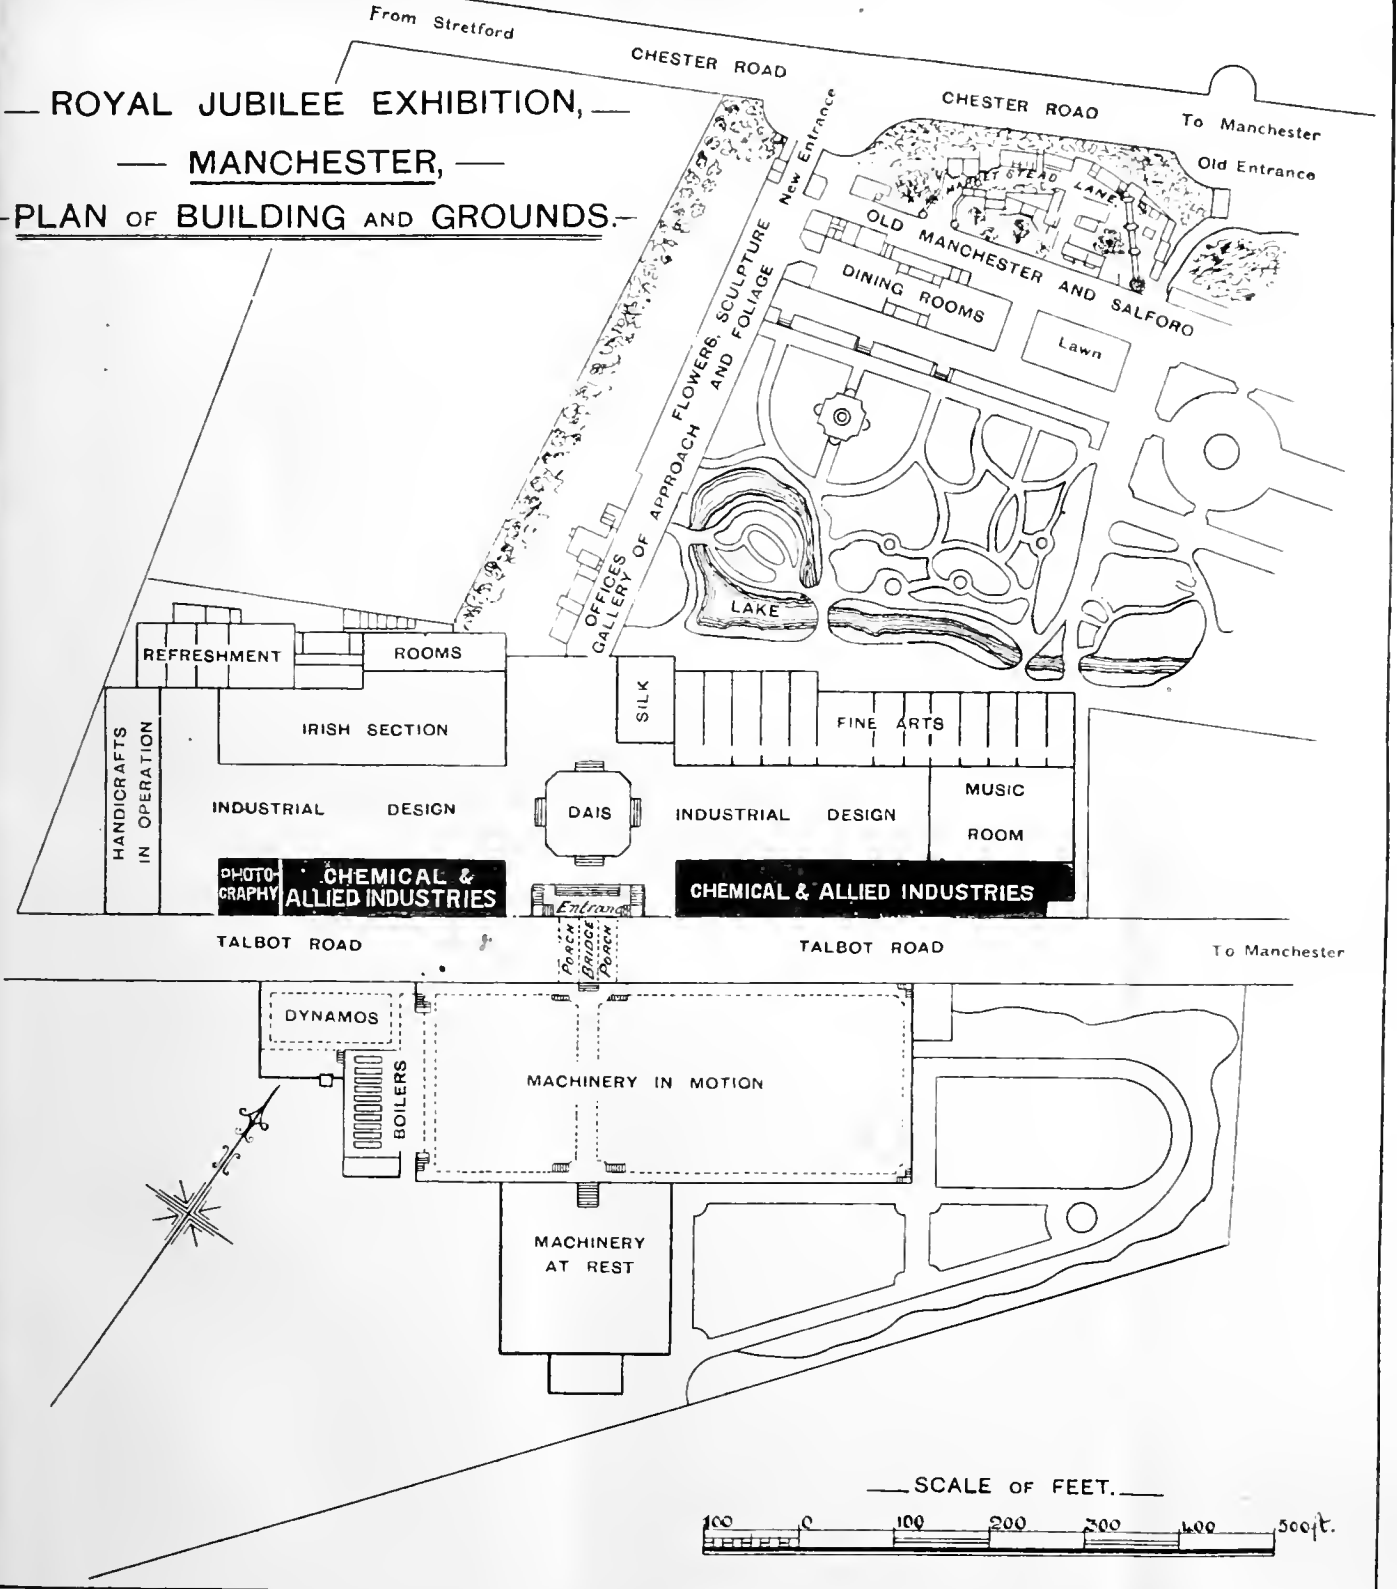 From Stretford
CHESTER ROAD
CHESTER ROAD
To Manchester
Old Entrance
New Entrance
ROYAL JUBILEE EXHIBITION,
MANCHESTER,
PLAN OF BUILDING AND GROUNDS.
MARKET STEAD LANE
OLD MANCHESTER AND SALFORD
DINING ROOMS
Lawn
FLOWERS, SCULPTURE
AND FOLIAGE
OFFICES
GALLERY OF APPROACH
LAKE
REFRESHMENT
ROOMS
SILK
IRISH SECTION
FINE ARTS
HANDICRAFTS
IN OPERATION
INDUSTRIAL DESIGN
DAIS
INDUSTRIAL DESIGN
MUSIC
ROOM
PHOTO-
GRAPHY
CHEMICAL &
ALLIED INDUSTRIES
CHEMICAL & ALLIED INDUSTRIES
Entrance
PORCH
BRIDGE
PORCH
TALBOT ROAD
TALBOT ROAD
To Manchester
DYNAMOS
BOILERS
MACHINERY IN MOTION
MACHINERY
AT REST
SCALE OF FEET.
100 0 100 200 300 400 500ft.